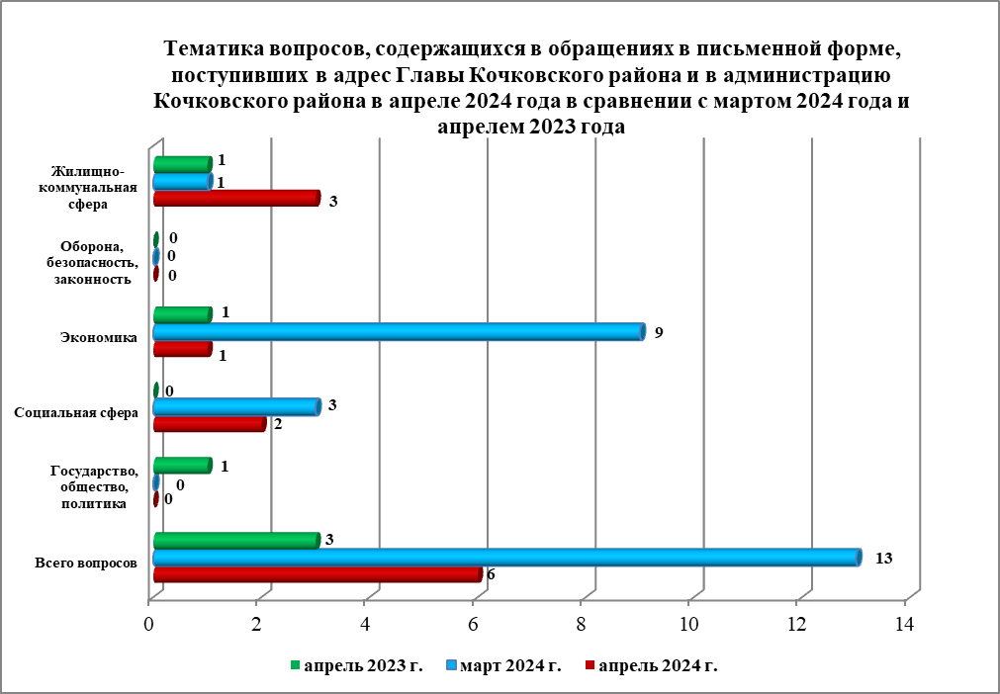 Тематика вопросов, содержащихся в обращениях в письменной форме,
поступивших в адрес Главы Кочковского района и в администрацию
Кочковского района в апреле 2024 года в сравнении с мартом 2024 года и
апрелем 2023 года
Жилищно-
коммунальная
сфера
1
1
3
Оборона,
безопасность,
законность
0
0
0
Экономика
1
9
1
Социальная сфера
0
3
2
Государство,
общество,
политика
1
0
0
Всего вопросов
3
13
6
0 2 4 6 8 10 12 14
апрель 2023 г. март 2024 г. апрель 2024 г.